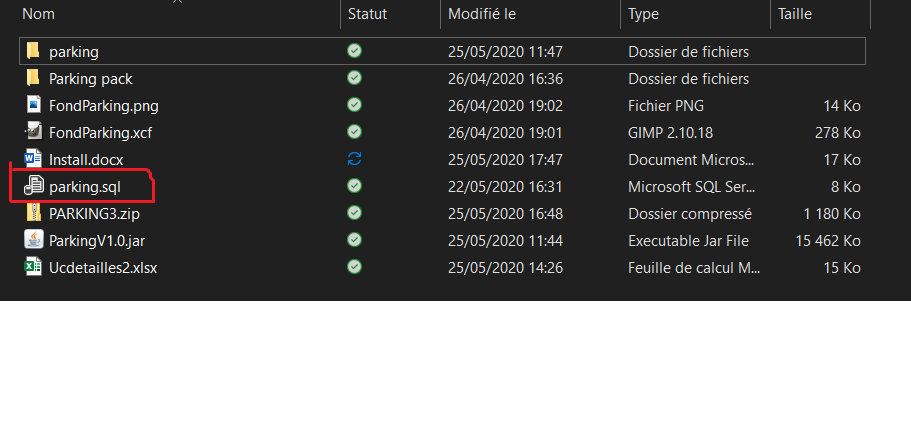 Nom Statut Modifié le Type Taille
parking 25/05/2020 11:47 Dossier de fichiers
Parking pack 26/04/2020 16:36 Dossier de fichiers
FondParking.png 26/04/2020 19:02 Fichier PNG 14 Ko
FondParking.xcf 26/04/2020 19:01 GIMP 2.10.18 278 Ko
Install.docx 25/05/2020 17:47 Document Micros... 17 Ko
parking.sql 22/05/2020 16:31 Microsoft SQL Ser... 8 Ko
PARKING3.zip 25/05/2020 16:48 Dossier compressé 1 180 Ko
ParkingV1.0.jar 25/05/2020 11:44 Executable Jar File 15 462 Ko
Ucdetailles2.xlsx 25/05/2020 14:26 Feuille de calcul M... 15 Ko